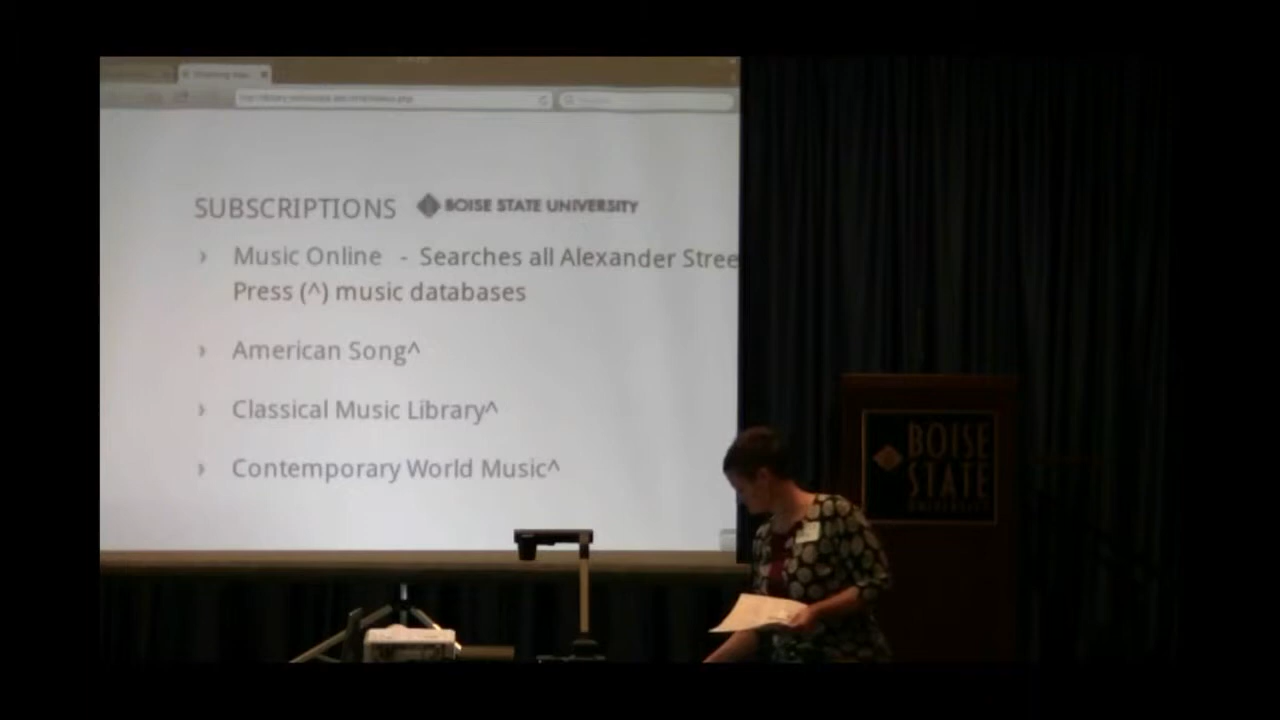 SUBSCRIPTIONS BOISE STATE UNIVERSITY
› Music Online - Searches all Alexander Stree
Press (^) music databases
› American Song^
› Classical Music Library^
› Contemporary World Music^
BOISE
STATE
UNIVERSITY